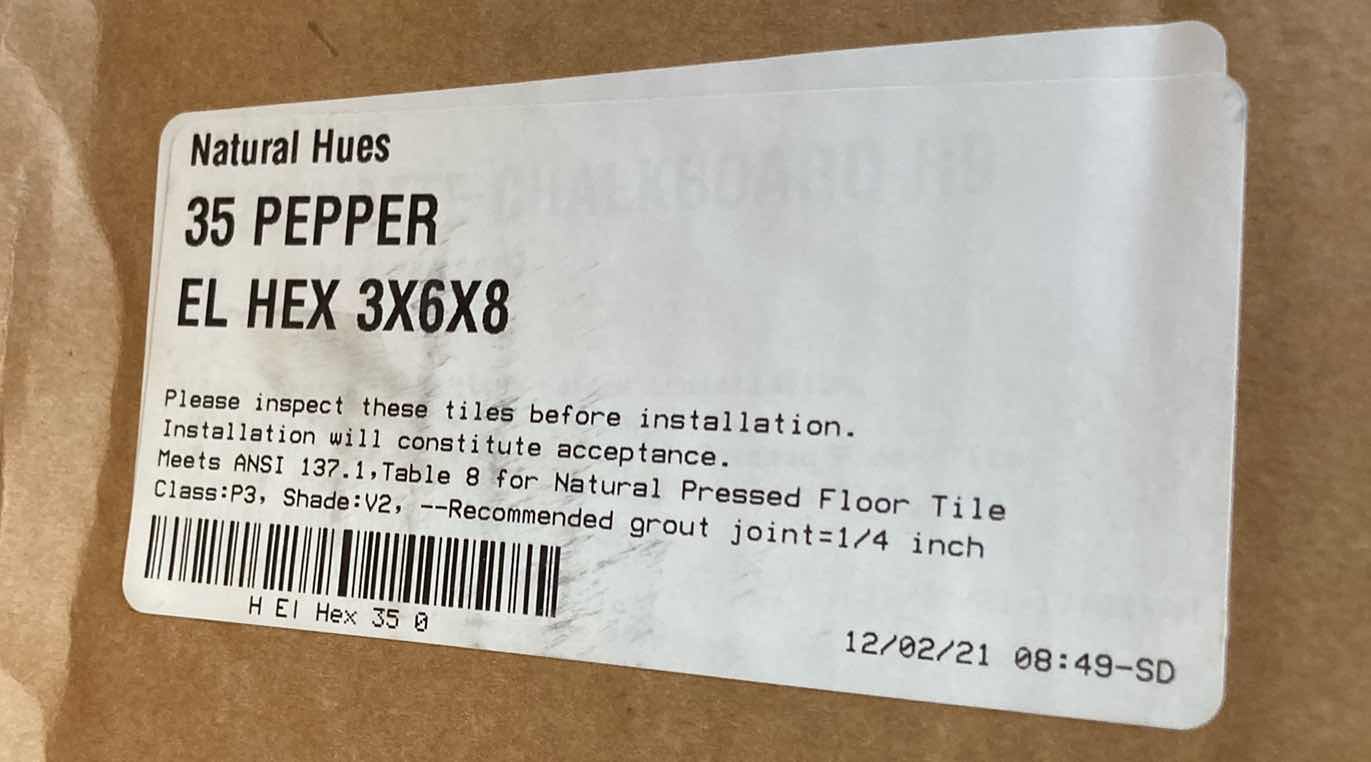 Natural Hues
35 PEPPER
EL HEX 3X6X8
Please inspect these tiles before installation.
Installation will constitute acceptance.
Meets ANSI 137.1,Table 8 for Natural Pressed Floor Tile
Class:P3, Shade:V2, --Recommended grout joint=1/4 inch
H El Hex 35 0
12/02/21 08:49-SD